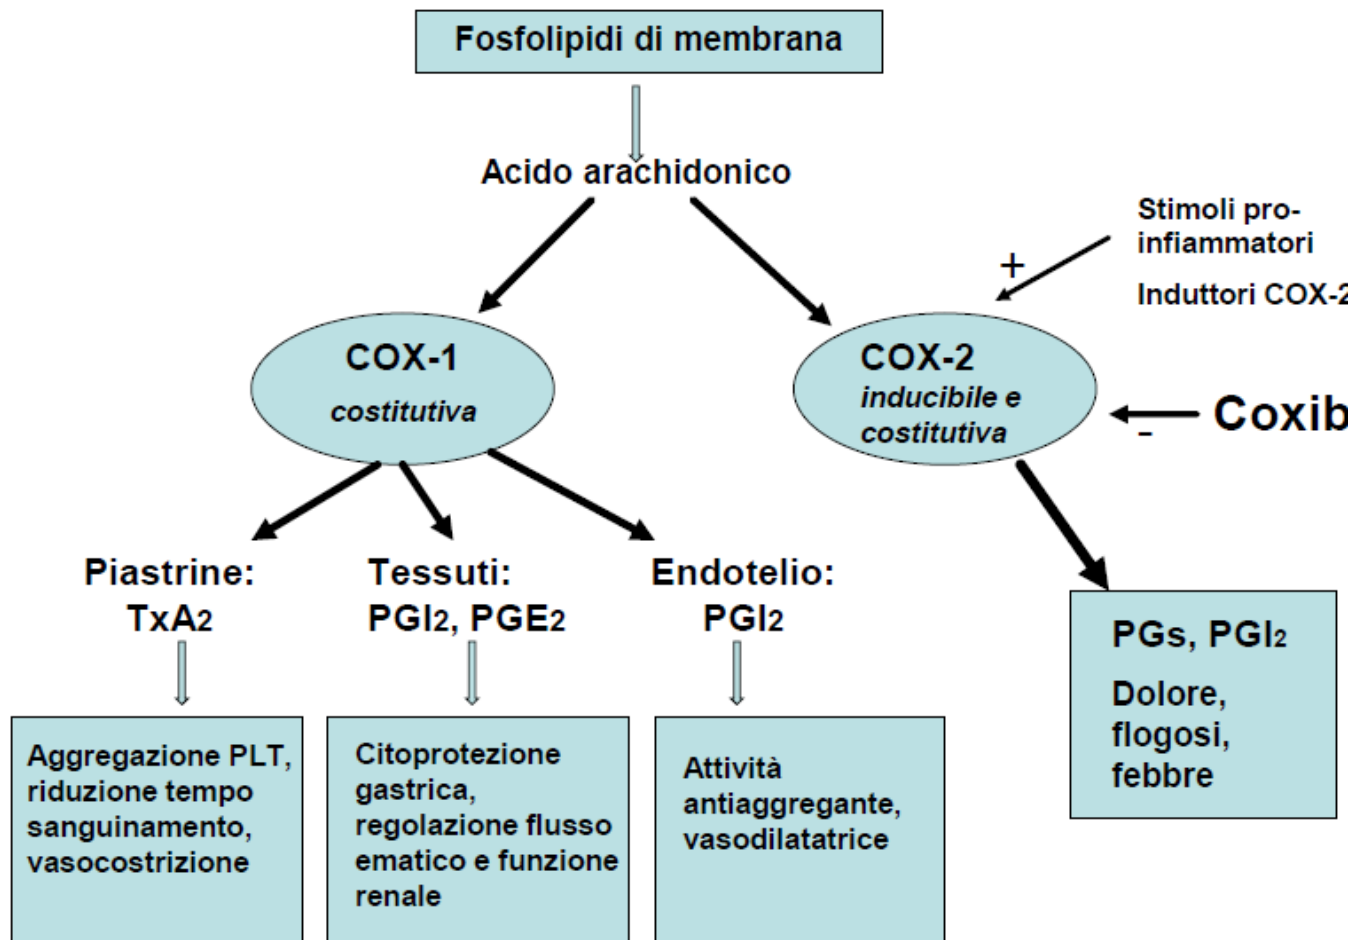 Fosfolipidi di membrana
Acido arachidonico
Stimoli pro-
infiammatori
+
Induttori COX-2
COX-1
costitutiva
COX-2
inducibile e
costitutiva
-
Coxib
Piastrine:
TxA2
Tessuti:
PGI2, PGE2
Endotelio:
PGI2
PGs, PGI2
Dolore,
flogosi,
febbre
Aggregazione PLT,
riduzione tempo
sanguinamento,
vasocostrizione
Citoprotezione
gastrica,
regolazione flusso
ematico e funzione
renale
Attività
antiaggregante,
vasodilatatrice